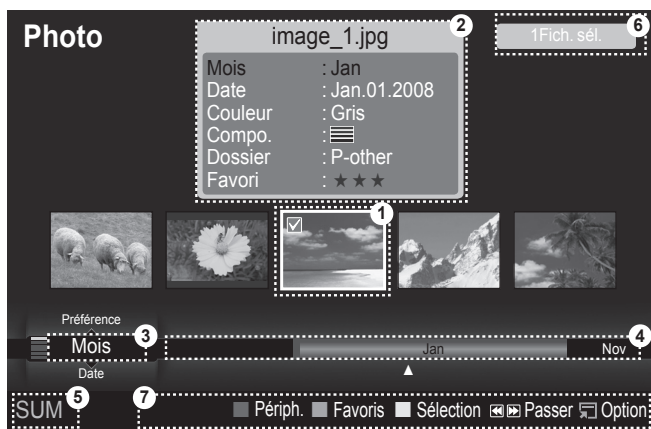 Photo
image_1.jpg
2
1Fich. sél.
6
Mois : Jan
Date : Jan.01.2008
Couleur : Gris
Compo. :
Dossier : P-other
Favori : ★★★
1
Préférence
Mois
3
Jan
Nov
4
Date
SUM
5
7
Périph. Favoris Sélection Passer Option